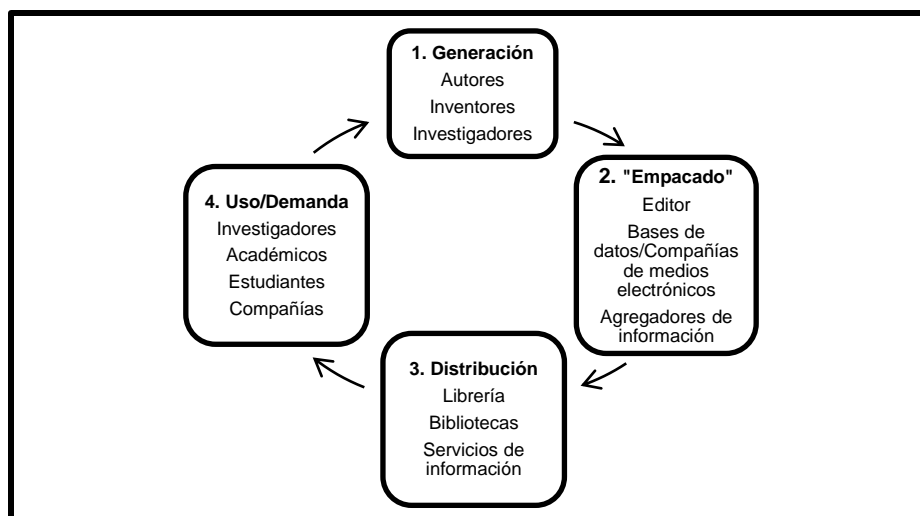 1. Generación
Autores
Inventores
Investigadores
2. "Empacado"
Editor
Bases de
datos/Compañías
de medios
electrónicos
Agregadores de
información
3. Distribución
Librería
Bibliotecas
Servicios de
información
4. Uso/Demanda
Investigadores
Académicos
Estudiantes
Compañías